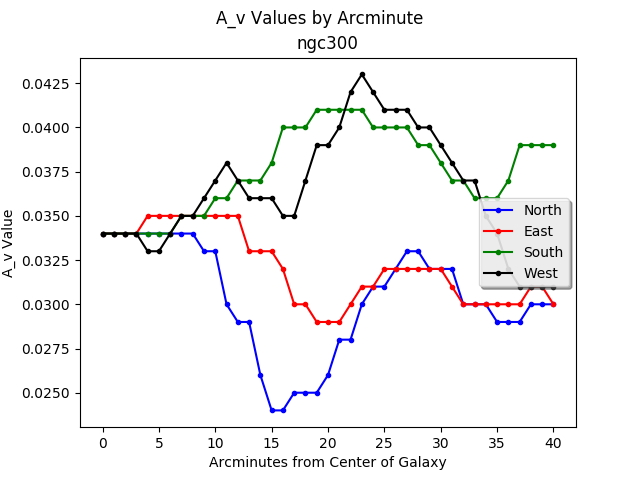 A_v Values by Arcminute
ngc300
0.0425
0.0400
0.0375
0.0350
0.0325
0.0300
0.0275
0.0250
A_v Value
North
East
South
West
0 5 10 15 20 25 30 35 40
Arcminutes from Center of Galaxy